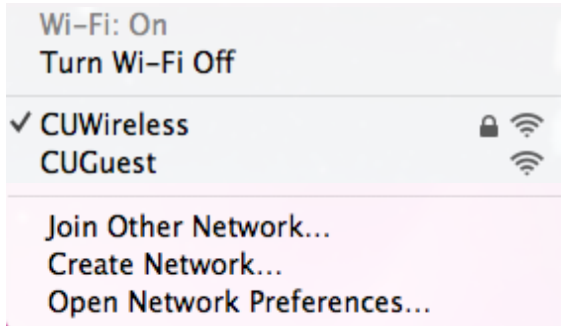 Wi-Fi: On
Turn Wi-Fi Off
CUWireless
CUGuest
Join Other Network...
Create Network...
Open Network Preferences...